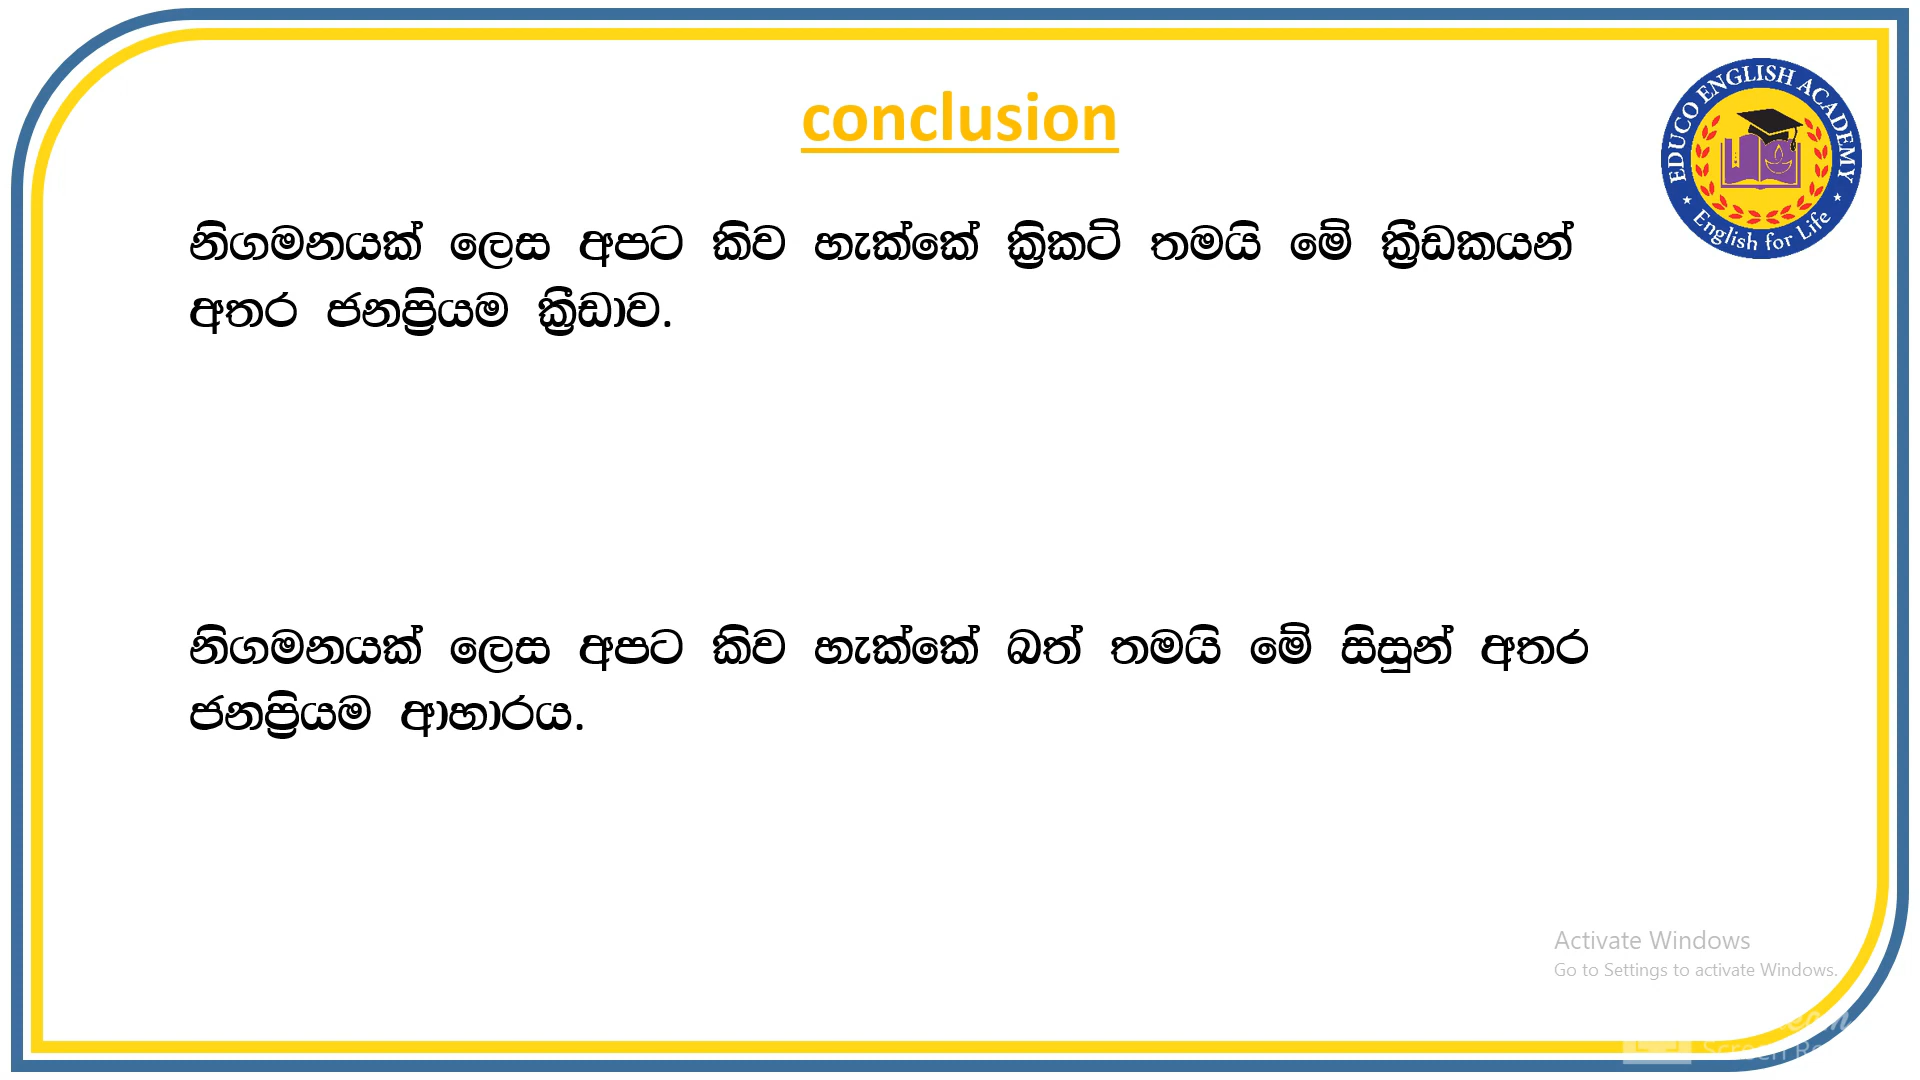 conclusion
EDUCO ENGLISH ACADEMY
English for Life
නිගමනයක් ලෙස අපට කිව හැක්කේ ක්‍රිකට් තමයි මේ ක්‍රීඩකයන්
අතර ජනප්‍රියම ක්‍රීඩාව.
නිගමනයක් ලෙස අපට කිව හැක්කේ බත් තමයි මේ සිසුන් අතර
ජනප්‍රියම ආහාරය.
Activate Windows
Go to Settings to activate Windows.
Screen